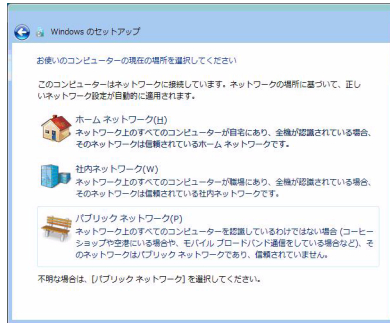 Windows のセットアップ
お使いのコンピューターの現在の場所を選択してください
このコンピューターはネットワークに接続しています。ネットワークの場所に基づいて、正し
いネットワーク設定が自動的に適用されます。
ホーム ネットワーク(H)
ネットワーク上のすべてのコンピューターが自宅にあり、全機が認識されている場合、
そのネットワークは信頼されているホーム ネットワークです。
社内ネットワーク(W)
ネットワーク上のすべてのコンピューターが職場にあり、全機が認識されている場合、
そのネットワークは信頼されている社内ネットワークです。
パブリック ネットワーク(P)
ネットワーク上のすべてのコンピューターを認識しているわけではない場合 (コーヒー
ショップや空港にいる場合や、モバイル ブロードバンド通信をしている場合など)、そ
のネットワークはパブリック ネットワークであり、信頼されていません。
不明な場合は、[パブリック ネットワーク] を選択してください。